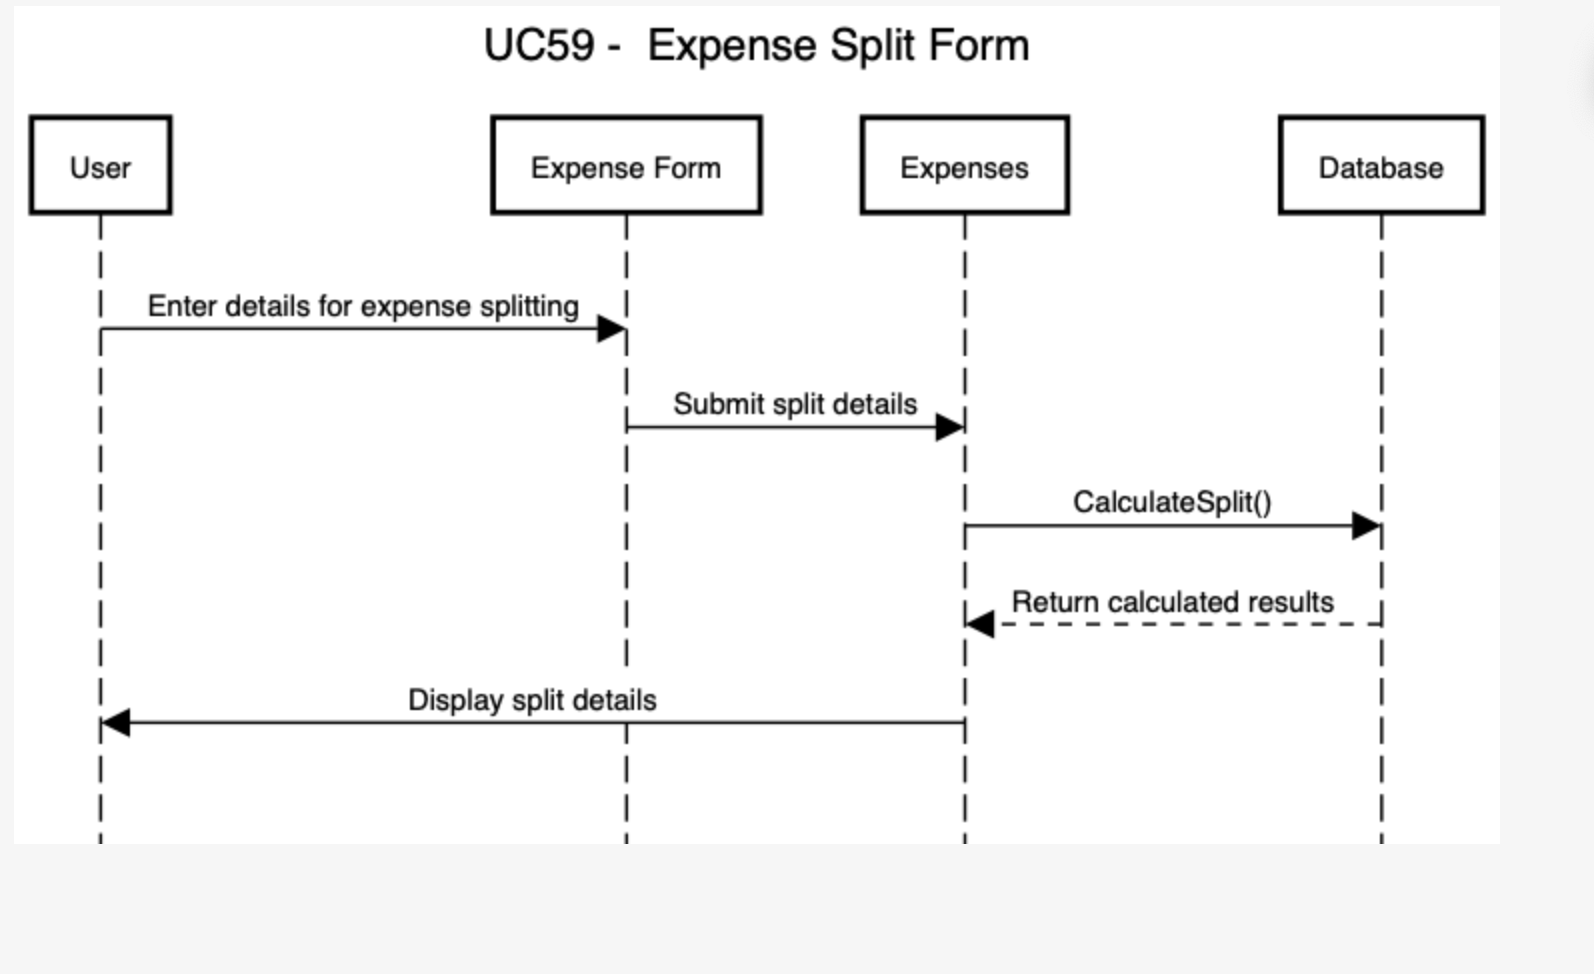 UC59 - Expense Split Form
User
Expense Form
Expenses
Database
Enter details for expense splitting
Submit split details
CalculateSplit()
Return calculated results
Display split details